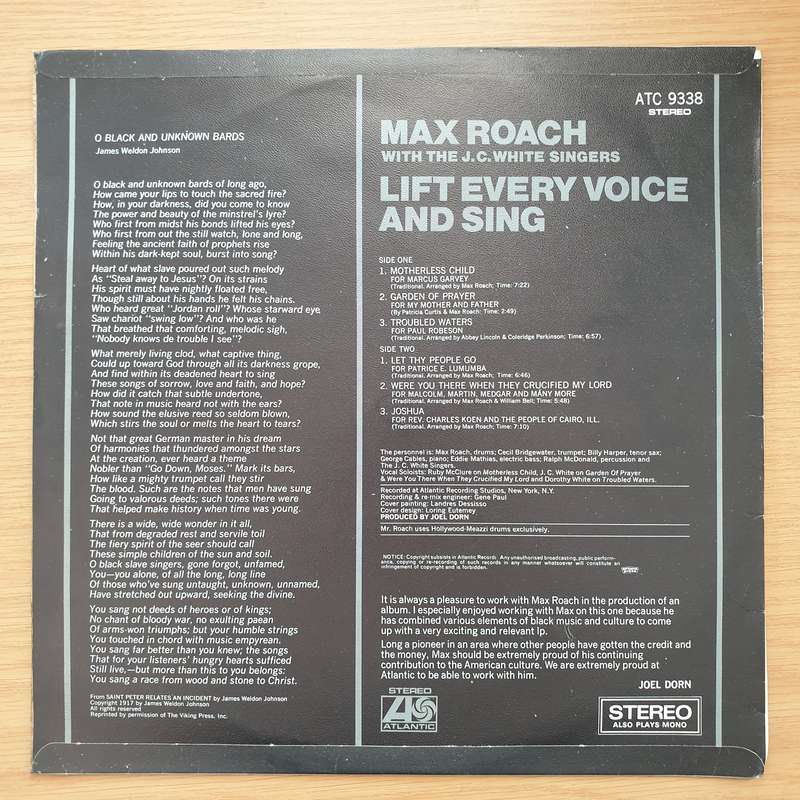 O BLACK AND UNKNOWN BARDS
James Weldon Johnson
O black and unknown bards of long ago,
How came your lips to touch the sacred fire?
How, in your darkness, did you come to know
The power and beauty of the minstrel's lyre?
Who first from midst his bonds lifted his eyes?
Who first from out the still watch, lone and long,
Feeling the ancient faith of prophets rise
Within his dark-kept soul, burst into song?
Heart of what slave poured out such melody
As "Steal away to Jesus"? On its strains
His spirit must have nightly floated free,
Though still about his hands he felt his chains.
Who heard great "Jordan roll"? Whose starward eye
Saw chariot "swing low"? And who was he
That breathed that comforting, melodic sigh,
"Nobody knows de trouble I see"?
What merely living clod, what captive thing,
Could up toward God through all its darkness grope,
And find within its deadened heart to sing
These songs of sorrow, love and faith, and hope?
How did it catch that subtle undertone,
That note in music heard not with the ears?
How sound the elusive reed so seldom blown,
Which stirs the soul or melts the heart to tears?
Not that great German master in his dream
Of harmonies that thundered amongst the stars
At the creation, ever heard a theme
Nobler than "Go Down, Moses." Mark its bars,
How like a mighty trumpet call they stir
The blood. Such are the notes that men have sung
Going to valorous deeds; such tones there were
That helped make history when time was young.
There is a wide, wide wonder in it all,
That from degraded rest and servile toil
The fiery spirit of the seer should call
These simple children of the sun and soil.
O black slave singers, gone forgot, unfamed,
You—you alone, of all the long, long line
Of those who've sung untaught, unknown, unnamed,
Have stretched out upward, seeking the divine.
You sang not deeds of heroes or of kings;
No chant of bloody war, no exulting paean
Of arms-won triumphs; but your humble strings
You touched in chord with music empyrean.
You sang far better than you knew; the songs
That for your listeners' hungry hearts sufficed
Still live,—but more than this to you belongs:
You sang a race from wood and stone to Christ.
From SAINT PETER RELATES AN INCIDENT by James Weldon Johnson
Copyright 1917 by James Weldon Johnson
All rights reserved
Reprinted by permission of The Viking Press, Inc.
ATC 9338
STEREO
MAX ROACH
WITH THE J.C. WHITE SINGERS
LIFT EVERY VOICE
AND SING
SIDE ONE
1. MOTHERLESS CHILD
FOR MARCUS GARVEY
(Traditional. Arranged by Max Roach; Time: 7:22)
2. GARDEN OF PRAYER
FOR MY MOTHER AND FATHER
(By Patricia Curtis & Max Roach; Time: 2:49)
3. TROUBLED WATERS
FOR PAUL ROBESON
(Traditional. Arranged by Abbey Lincoln & Coleridge Perkinson; Time: 6:57)
SIDE TWO
1. LET THY PEOPLE GO
FOR PATRICE E. LUMUMBA
(Traditional. Arranged by Max Roach; Time: 6:46)
2. WERE YOU THERE WHEN THEY CRUCIFIED MY LORD
FOR MALCOLM, MARTIN, MEDGAR AND MANY MORE
(Traditional. Arranged by Max Roach & William Bell; Time: 5:48)
3. JOSHUA
FOR REV. CHARLES KOEN AND THE PEOPLE OF CAIRO, ILL.
(Traditional. Arranged by Max Roach; Time: 7:10)
The personnel is: Max Roach, drums; Cecil Bridgewater, trumpet; Billy Harper, tenor sax;
George Cables, piano; Eddie Mathias, electric bass; Ralph McDonald, percussion and
The J. C. White Singers.
Vocal Soloists: Ruby McClure on Motherless Child, J. C. White on Garden Of Prayer
& Were You There When They Crucified My Lord and Dorothy White on Troubled Waters.
Recorded at Atlantic Recording Studios, New York, N.Y.
Recording & re-mix engineer: Gene Paul
Cover painting: Landres Dessisso
Cover design: Loring Eutemey
PRODUCED BY JOEL DORN
Mr. Roach uses Hollywood-Meazzi drums exclusively.
NOTICE: Copyright subsists in Atlantic Records. Any unauthorised broadcasting, public perform-
ance, copying or re-recording of such records in any manner whatsoever will constitute an
infringement of copyright and is forbidden.
It is always a pleasure to work with Max Roach in the production of an
album. I especially enjoyed working with Max on this one because he
has combined various elements of black music and culture to come
up with a very exciting and relevant lp.
Long a pioneer in an area where other people have gotten the credit and
the money, Max should be extremely proud of his continuing
contribution to the American culture. We are extremely proud at
Atlantic to be able to work with him.
JOEL DORN
STEREO
ATLANTIC
STEREO
ALSO PLAYS MONO